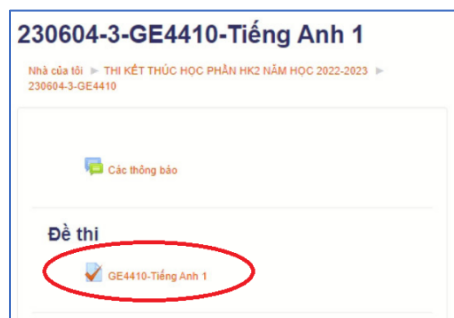 230604-3-GE4410-Tiếng Anh 1
Nhà của tôi ► THI KẾT THÚC HỌC PHẦN HK2 NĂM HỌC 2022-2023 ►
230604-3-GE4410
Các thông báo
Đề thi
GE4410-Tiếng Anh 1